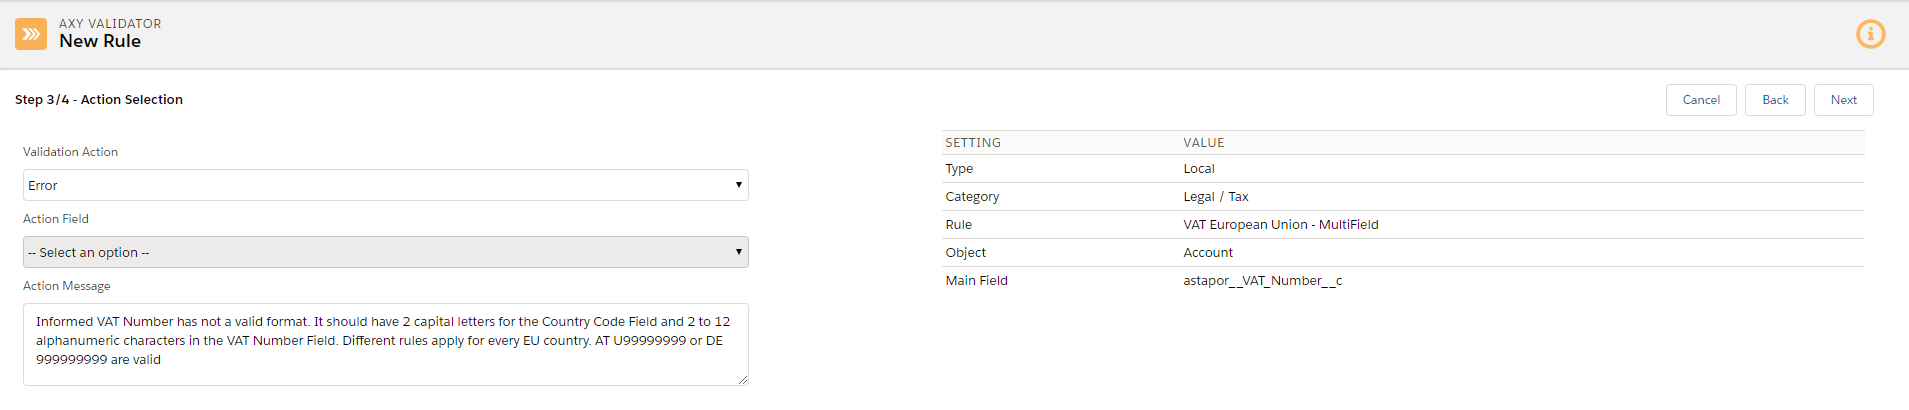 AXY VALIDATOR
New Rule
Step 3/4 - Action Selection
Cancel
Back
Next
Validation Action
Error
Action Field
-- Select an option --
Action Message
Informed VAT Number has not a valid format. It should have 2 capital letters for the Country Code Field and 2 to 12
alphanumeric characters in the VAT Number Field. Different rules apply for every EU country. AT U99999999 or DE
999999999 are valid
SETTING VALUE
Type Local
Category Legal / Tax
Rule VAT European Union - MultiField
Object Account
Main Field astapor__VAT_Number__c